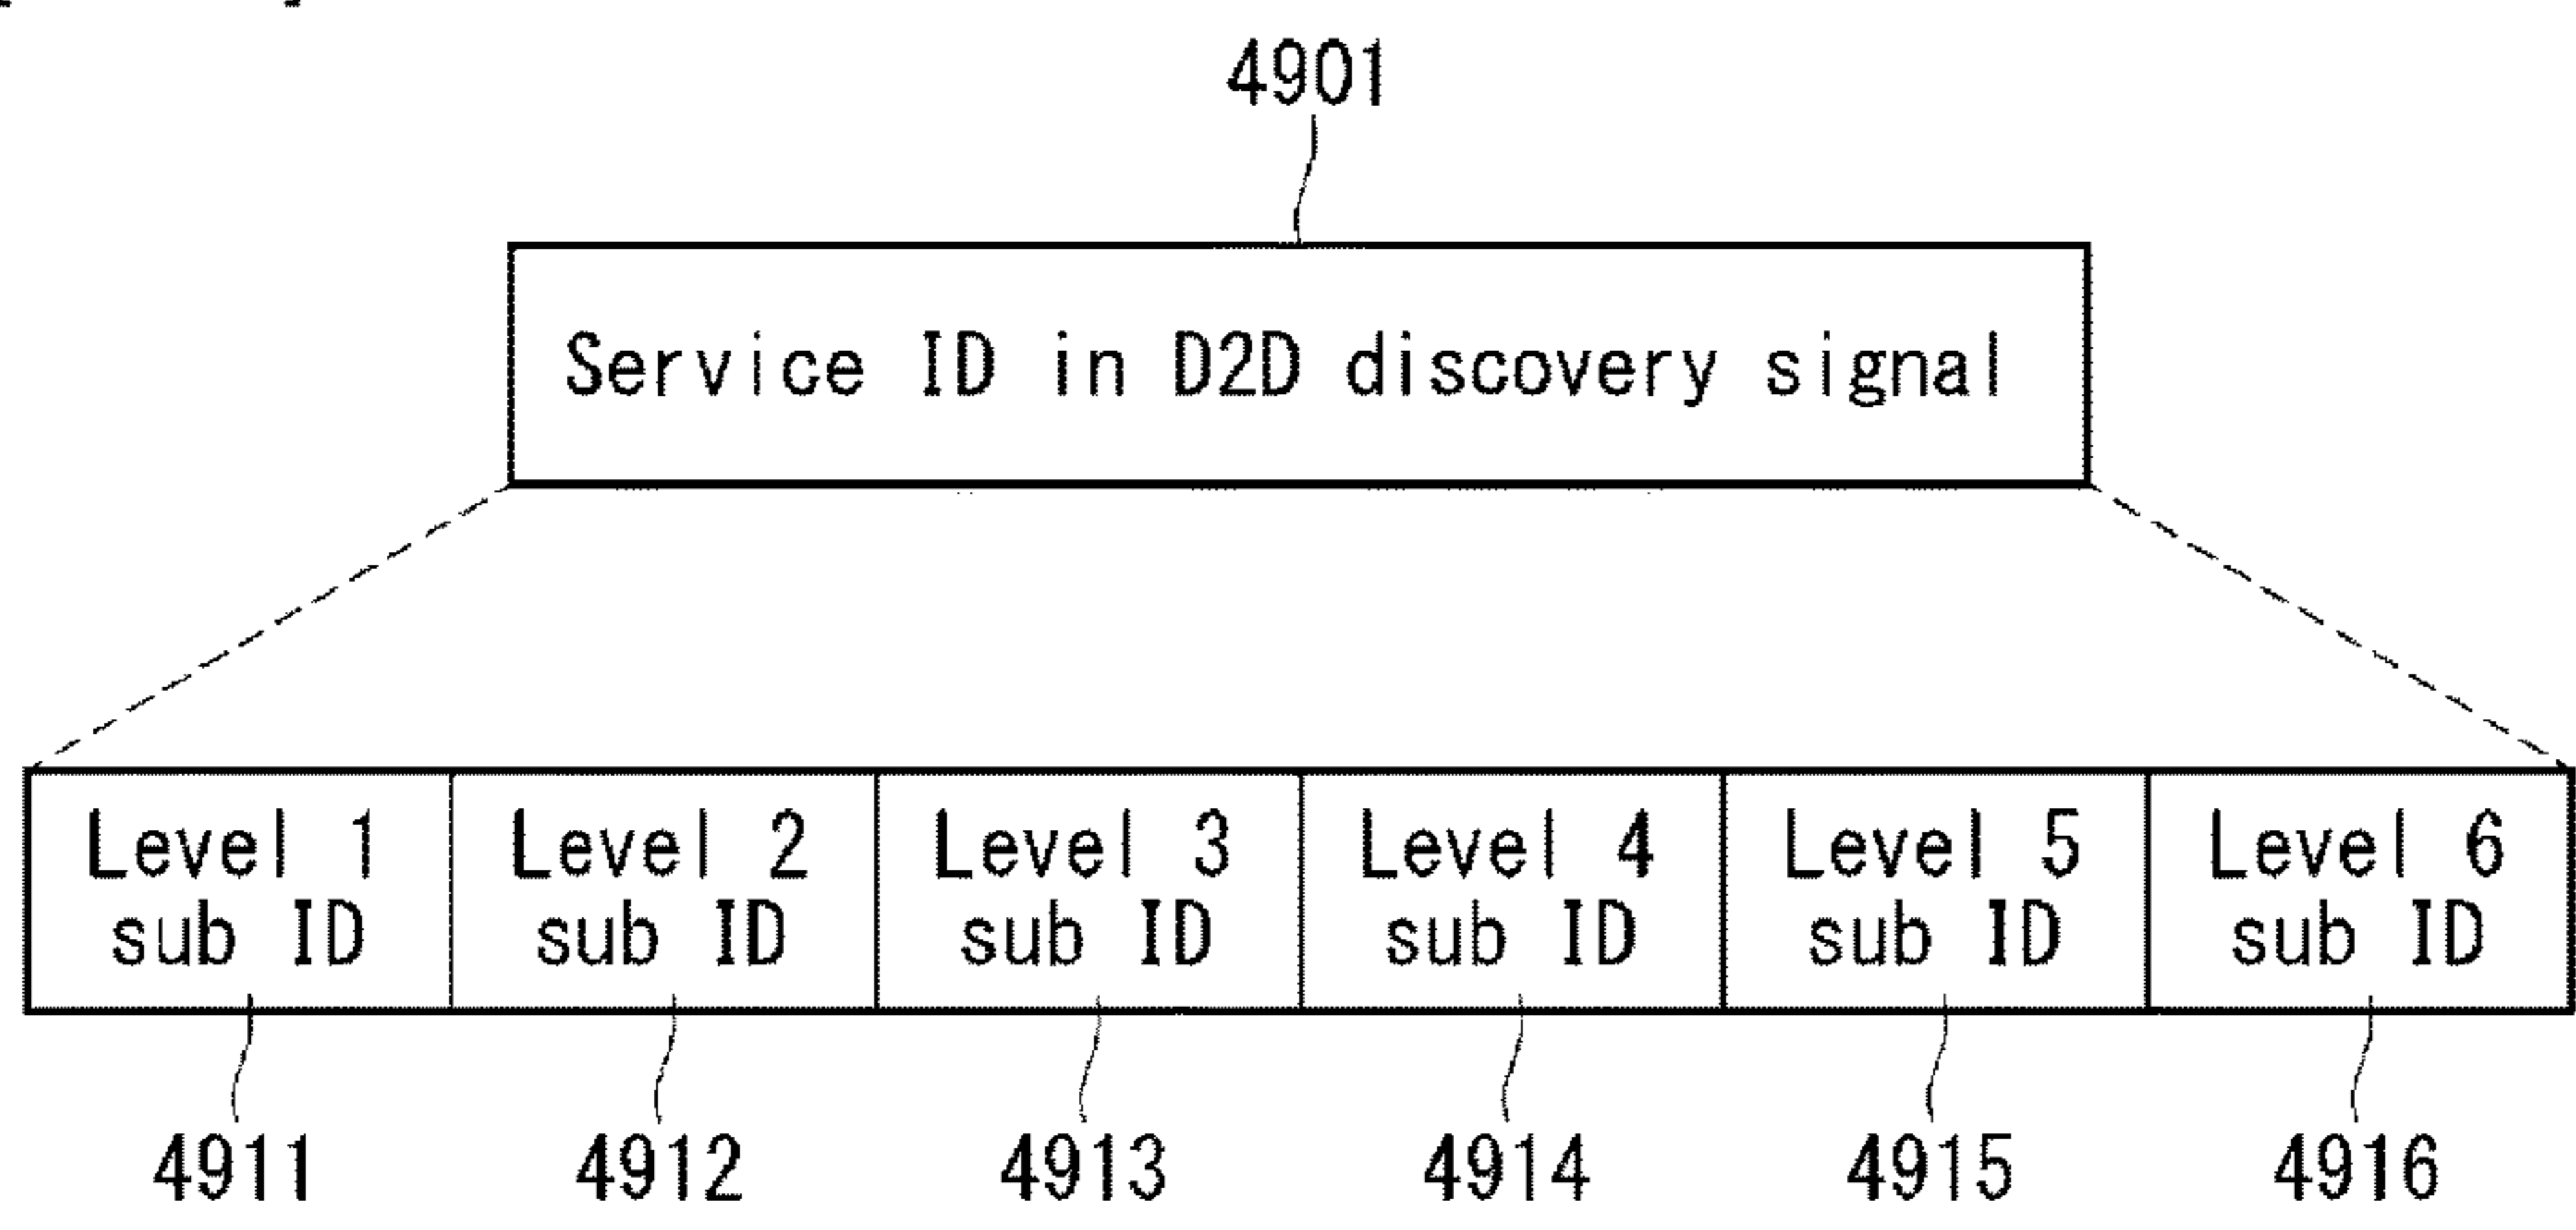 4901
Service ID in D2D discovery signal
Level 1 Level 2 Level 3 Level 4 Level 5 Level 6
sub ID sub ID sub ID sub ID sub ID sub ID
4911 4912 4913 4914 4915 4916